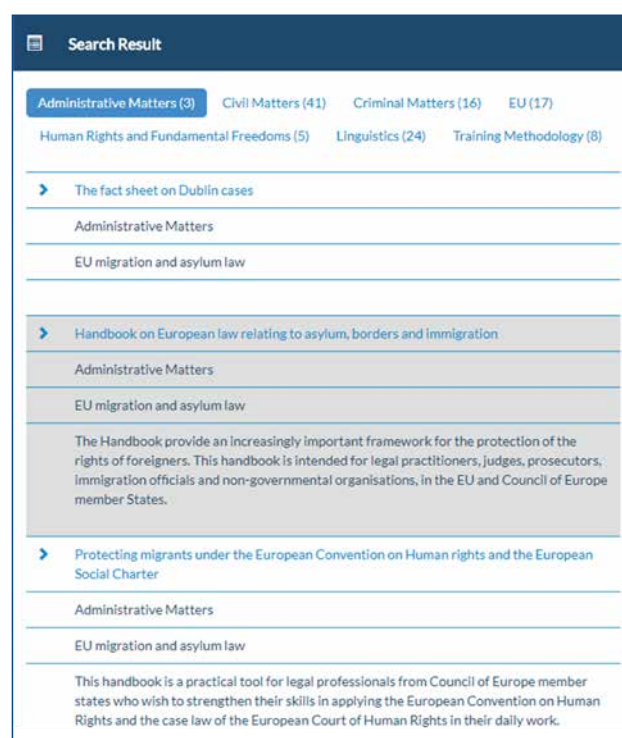 Search Result
Administrative Matters (3) Civil Matters (41) Criminal Matters (16) EU (17)
Human Rights and Fundamental Freedoms (5) Linguistics (24) Training Methodology (8)
The fact sheet on Dublin cases
Administrative Matters
EU migration and asylum law
Handbook on European law relating to asylum, borders and immigration
Administrative Matters
EU migration and asylum law
The Handbook provide an increasingly important framework for the protection of the
rights of foreigners. This handbook is intended for legal practitioners, judges, prosecutors,
immigration officials and non-governmental organisations, in the EU and Council of Europe
member States.
Protecting migrants under the European Convention on Human rights and the European
Social Charter
Administrative Matters
EU migration and asylum law
This handbook is a practical tool for legal professionals from Council of Europe member
states who wish to strengthen their skills in applying the European Convention on Human
Rights and the case law of the European Court of Human Rights in their daily work.